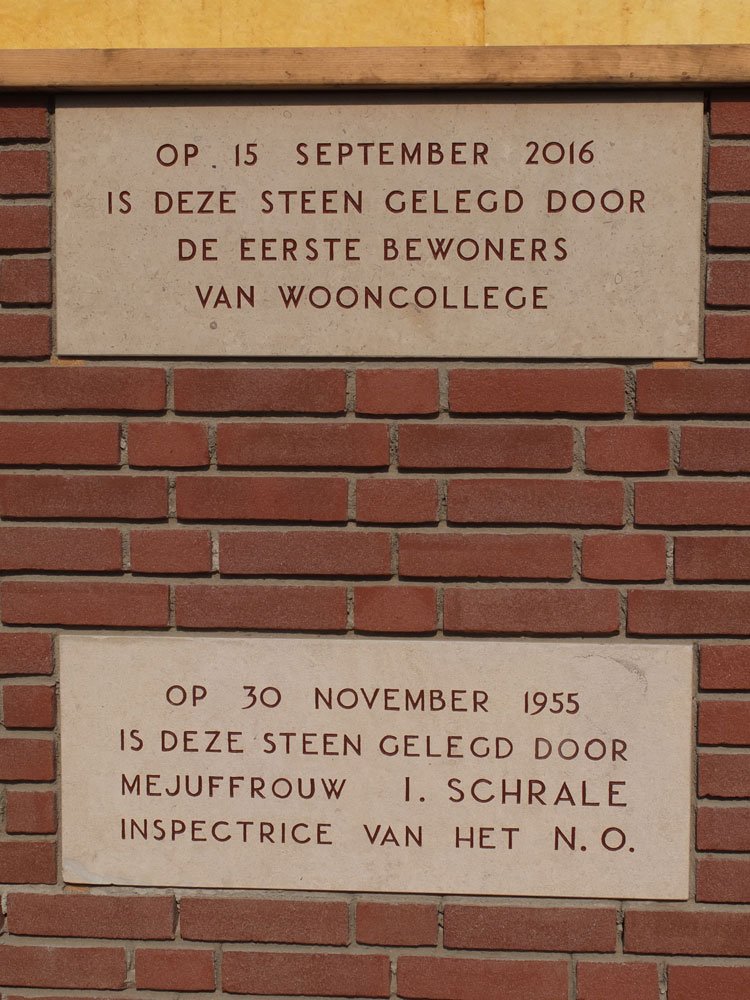 OP 15 SEPTEMBER 2016
IS DEZE STEEN GELEGD DOOR
DE EERSTE BEWONERS
VAN WOONCOLLEGE
OP 30 NOVEMBER 1955
IS DEZE STEEN GELEGD DOOR
MEJUFFROUW I. SCHRALE
INSPECTRICE VAN HET N.O.